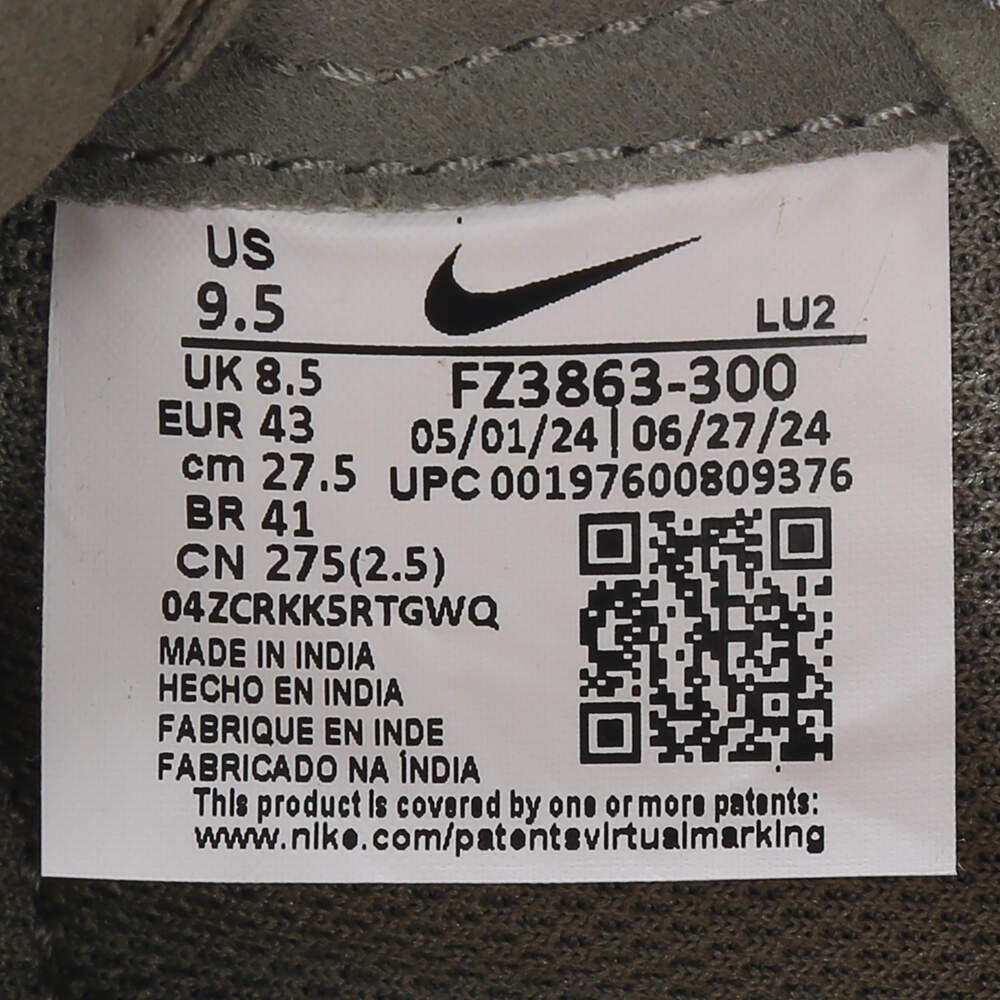 US
9.5
LU2
UK 8.5
FZ3863-300
EUR 43
05/01/24 | 06/27/24
cm 27.5
UPC 00197600809376
BR 41
CN 275(2.5)
04ZCRKK5RTGWQ
MADE IN INDIA
HECHO EN INDIA
FABRIQUE EN INDE
FABRICADO NA ÍNDIA
This product is covered by one or more patents:
www.nike.com/patentsvirtualmarking